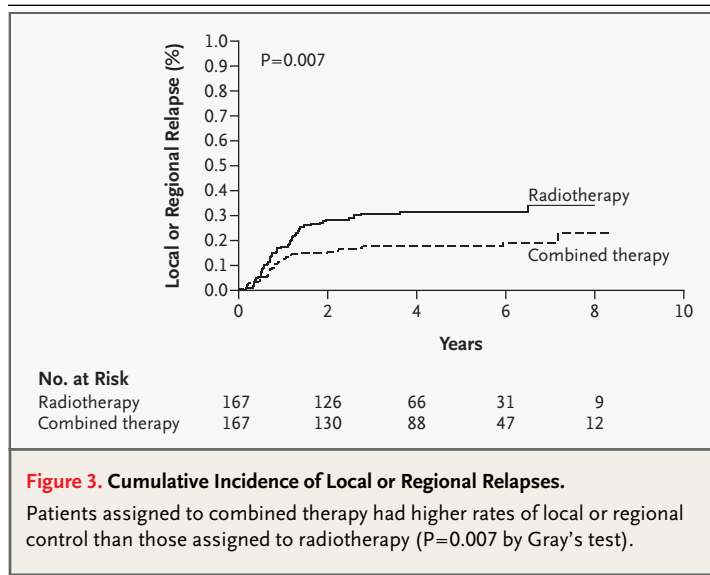 Local or Regional Relapse (%)
1.0
0.9
0.8
0.7
0.6
0.5
0.4
0.3
0.2
0.1
0.0
P=0.007
Radiotherapy
Combined therapy
0 2 4 6 8 10
Years
No. at Risk
Radiotherapy 167 126 66 31 9
Combined therapy 167 130 88 47 12
Figure 3. Cumulative Incidence of Local or Regional Relapses.
Patients assigned to combined therapy had higher rates of local or regional
control than those assigned to radiotherapy (P=0.007 by Gray’s test).